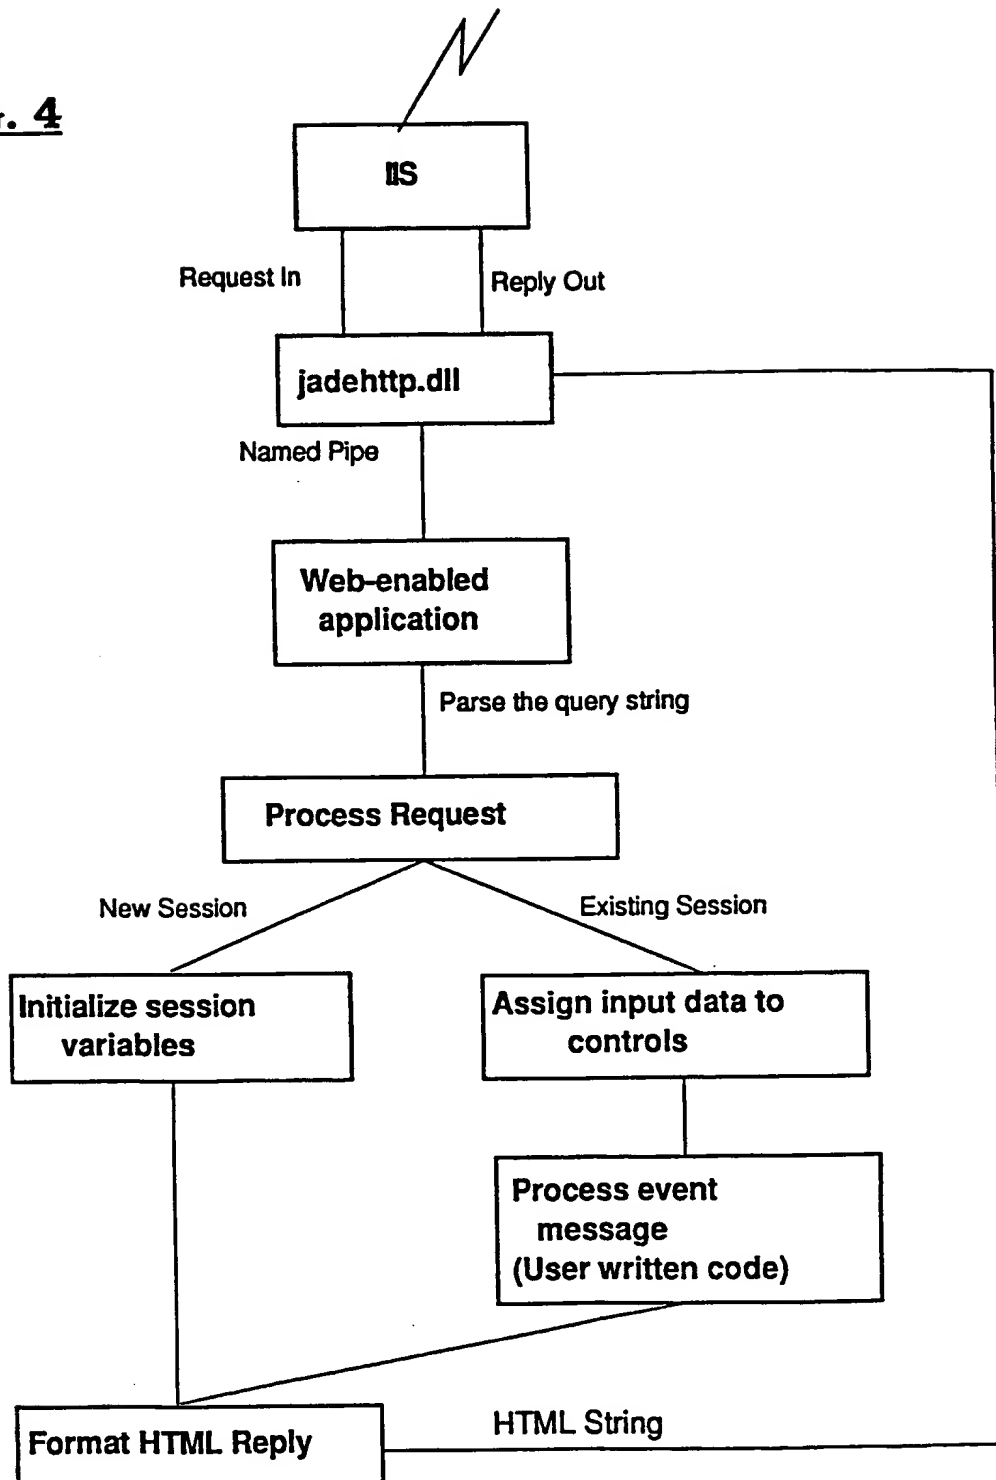 . 4
IIS
Request In
Reply Out
jadehttp.dll
Named Pipe
Web-enabled
application
Parse the query string
Process Request
New Session
Existing Session
Initialize session
variables
Assign input data to
controls
Process event
message
(User written code)
HTML String
Format HTML Reply